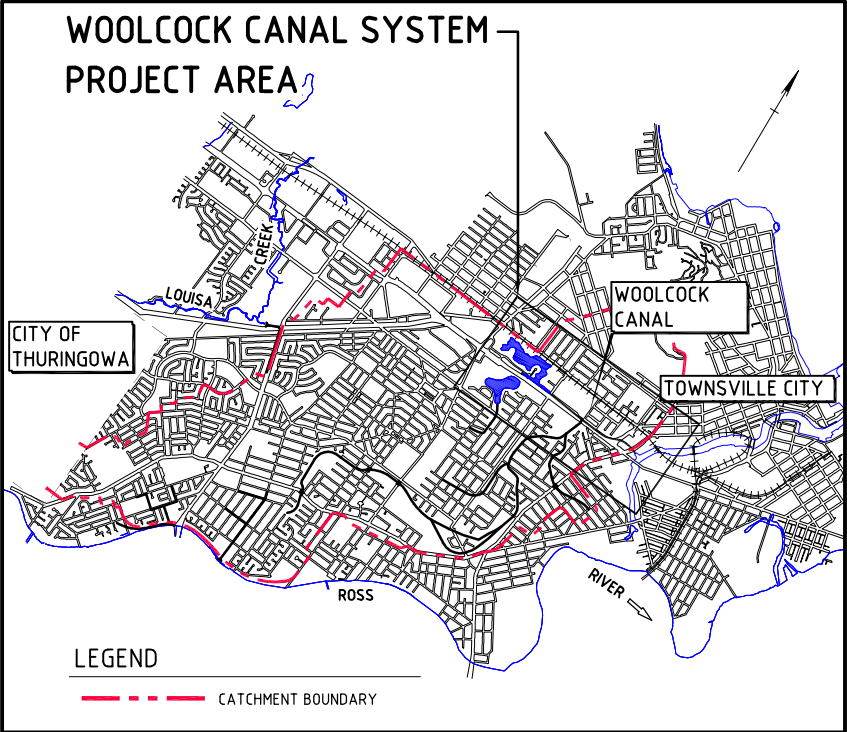 WOOLCOCK CANAL SYSTEM
PROJECT AREA
CREEK
LOUISA
WOOLCOCK
CANAL
CITY OF
THURINGOWA
TOWNSVILLE CITY
ROSS
RIVER
LEGEND
CATCHMENT BOUNDARY